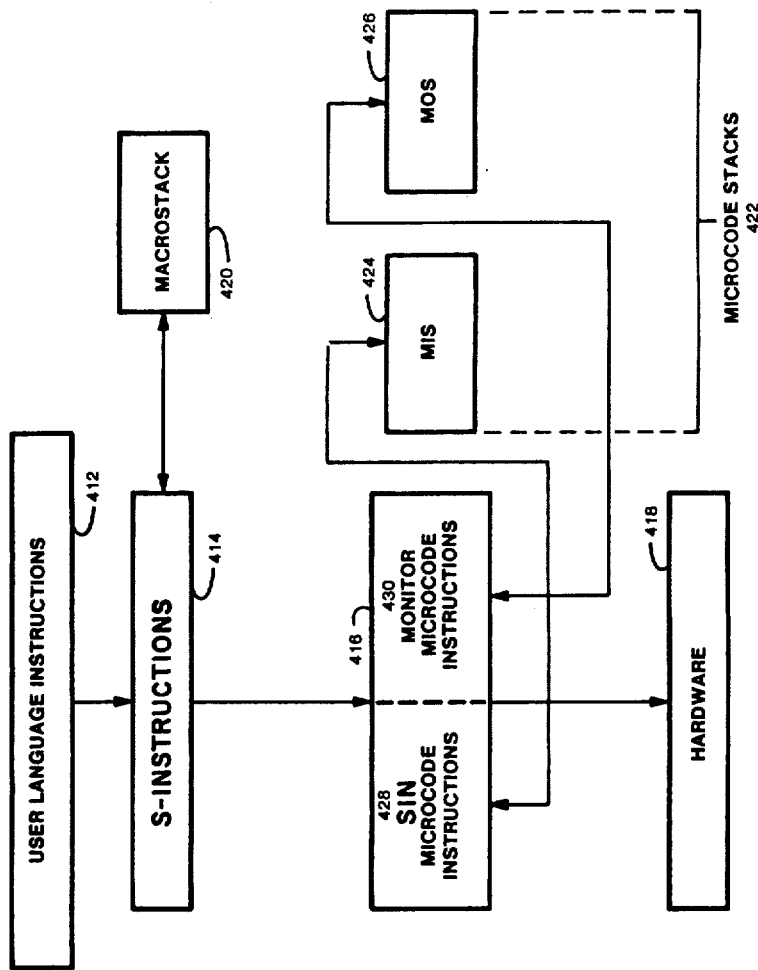 USER LANGUAGE INSTRUCTIONS
412
S-INSTRUCTIONS
414
MACROSTACK
420
416
428
SIN
MICROCODE
INSTRUCTIONS
430
MONITOR
MICROCODE
INSTRUCTIONS
MIS
424
MOS
426
MICROCODE STACKS
422
HARDWARE
418